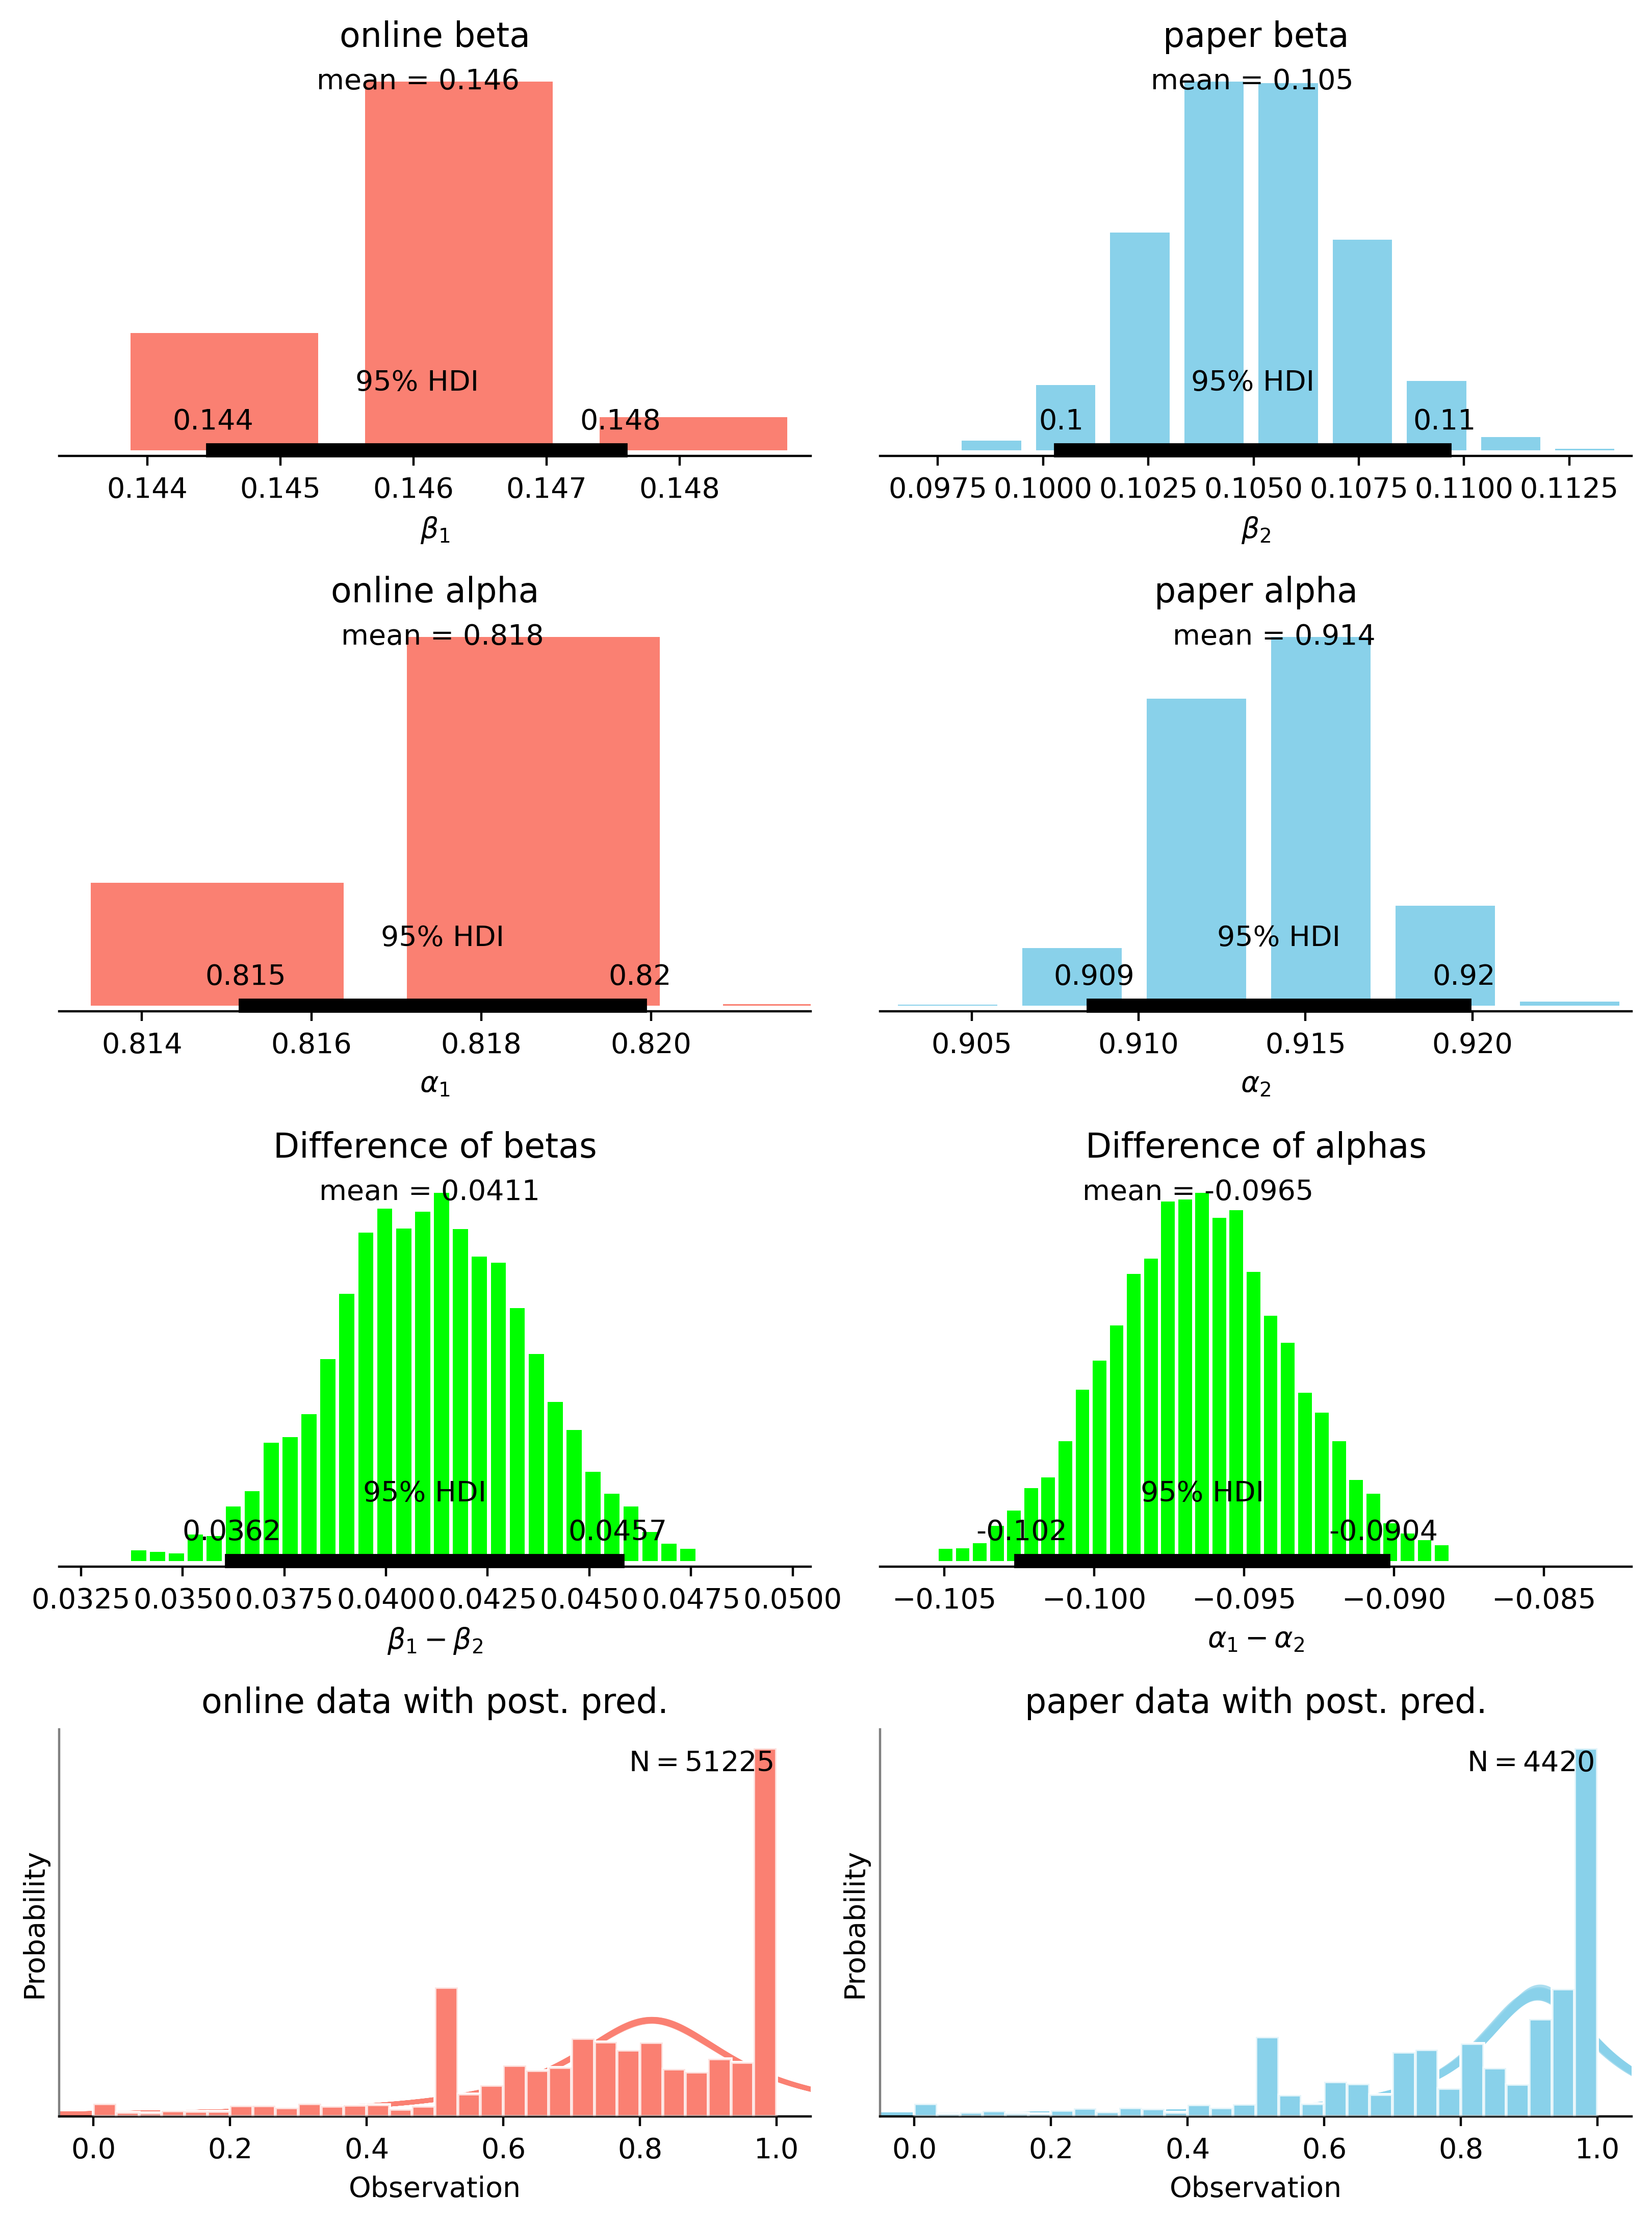 online beta
mean = 0.146
95% HDI
0.144 0.148
0.144 0.145 0.146 0.147 0.148
β1
paper beta
mean = 0.105
95% HDI
0.1 0.11
0.0975 0.1000 0.1025 0.1050 0.1075 0.1100 0.1125
β2
online alpha
mean = 0.818
95% HDI
0.815 0.82
0.814 0.816 0.818 0.820
α1
paper alpha
mean = 0.914
95% HDI
0.909 0.92
0.905 0.910 0.915 0.920
α2
Difference of betas
mean = 0.0411
95% HDI
0.0362 0.0457
0.0325 0.0350 0.0375 0.0400 0.0425 0.0450 0.0475 0.0500
β1 − β2
Difference of alphas
mean = -0.0965
95% HDI
-0.102 -0.0904
−0.105 −0.100 −0.095 −0.090 −0.085
α1 − α2
online data with post. pred.
N = 51225
Probability
0.0 0.2 0.4 0.6 0.8 1.0
Observation
paper data with post. pred.
N = 4420
Probability
0.0 0.2 0.4 0.6 0.8 1.0
Observation